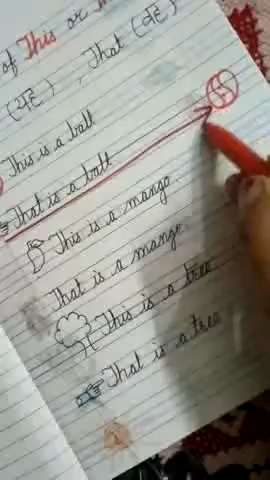 of This or
(यह), That (वह)
This is a ball
That is a ball
This is a mango
That is a mango.
This is a tree
That is a tree